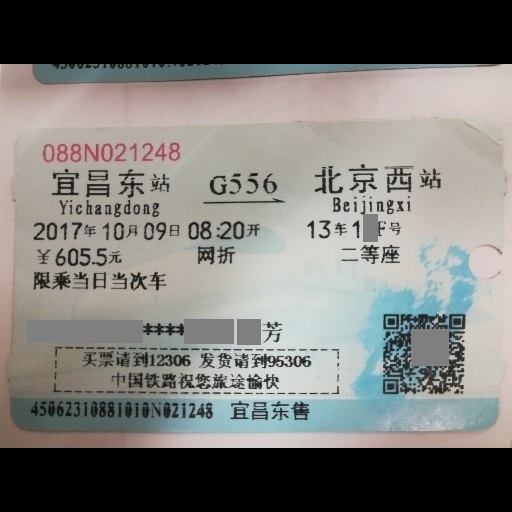 088N021248
宜昌东站 G556 北京西站
Yichangdong Beijingxi
2017年10月09日08:20开 13车1 F号
￥605.5元 网折 二等座
限乘当日当次车
**** 芳
买票请到12306 发货请到95306
中国铁路祝您旅途愉快
45062310881010N021248 宜昌东售